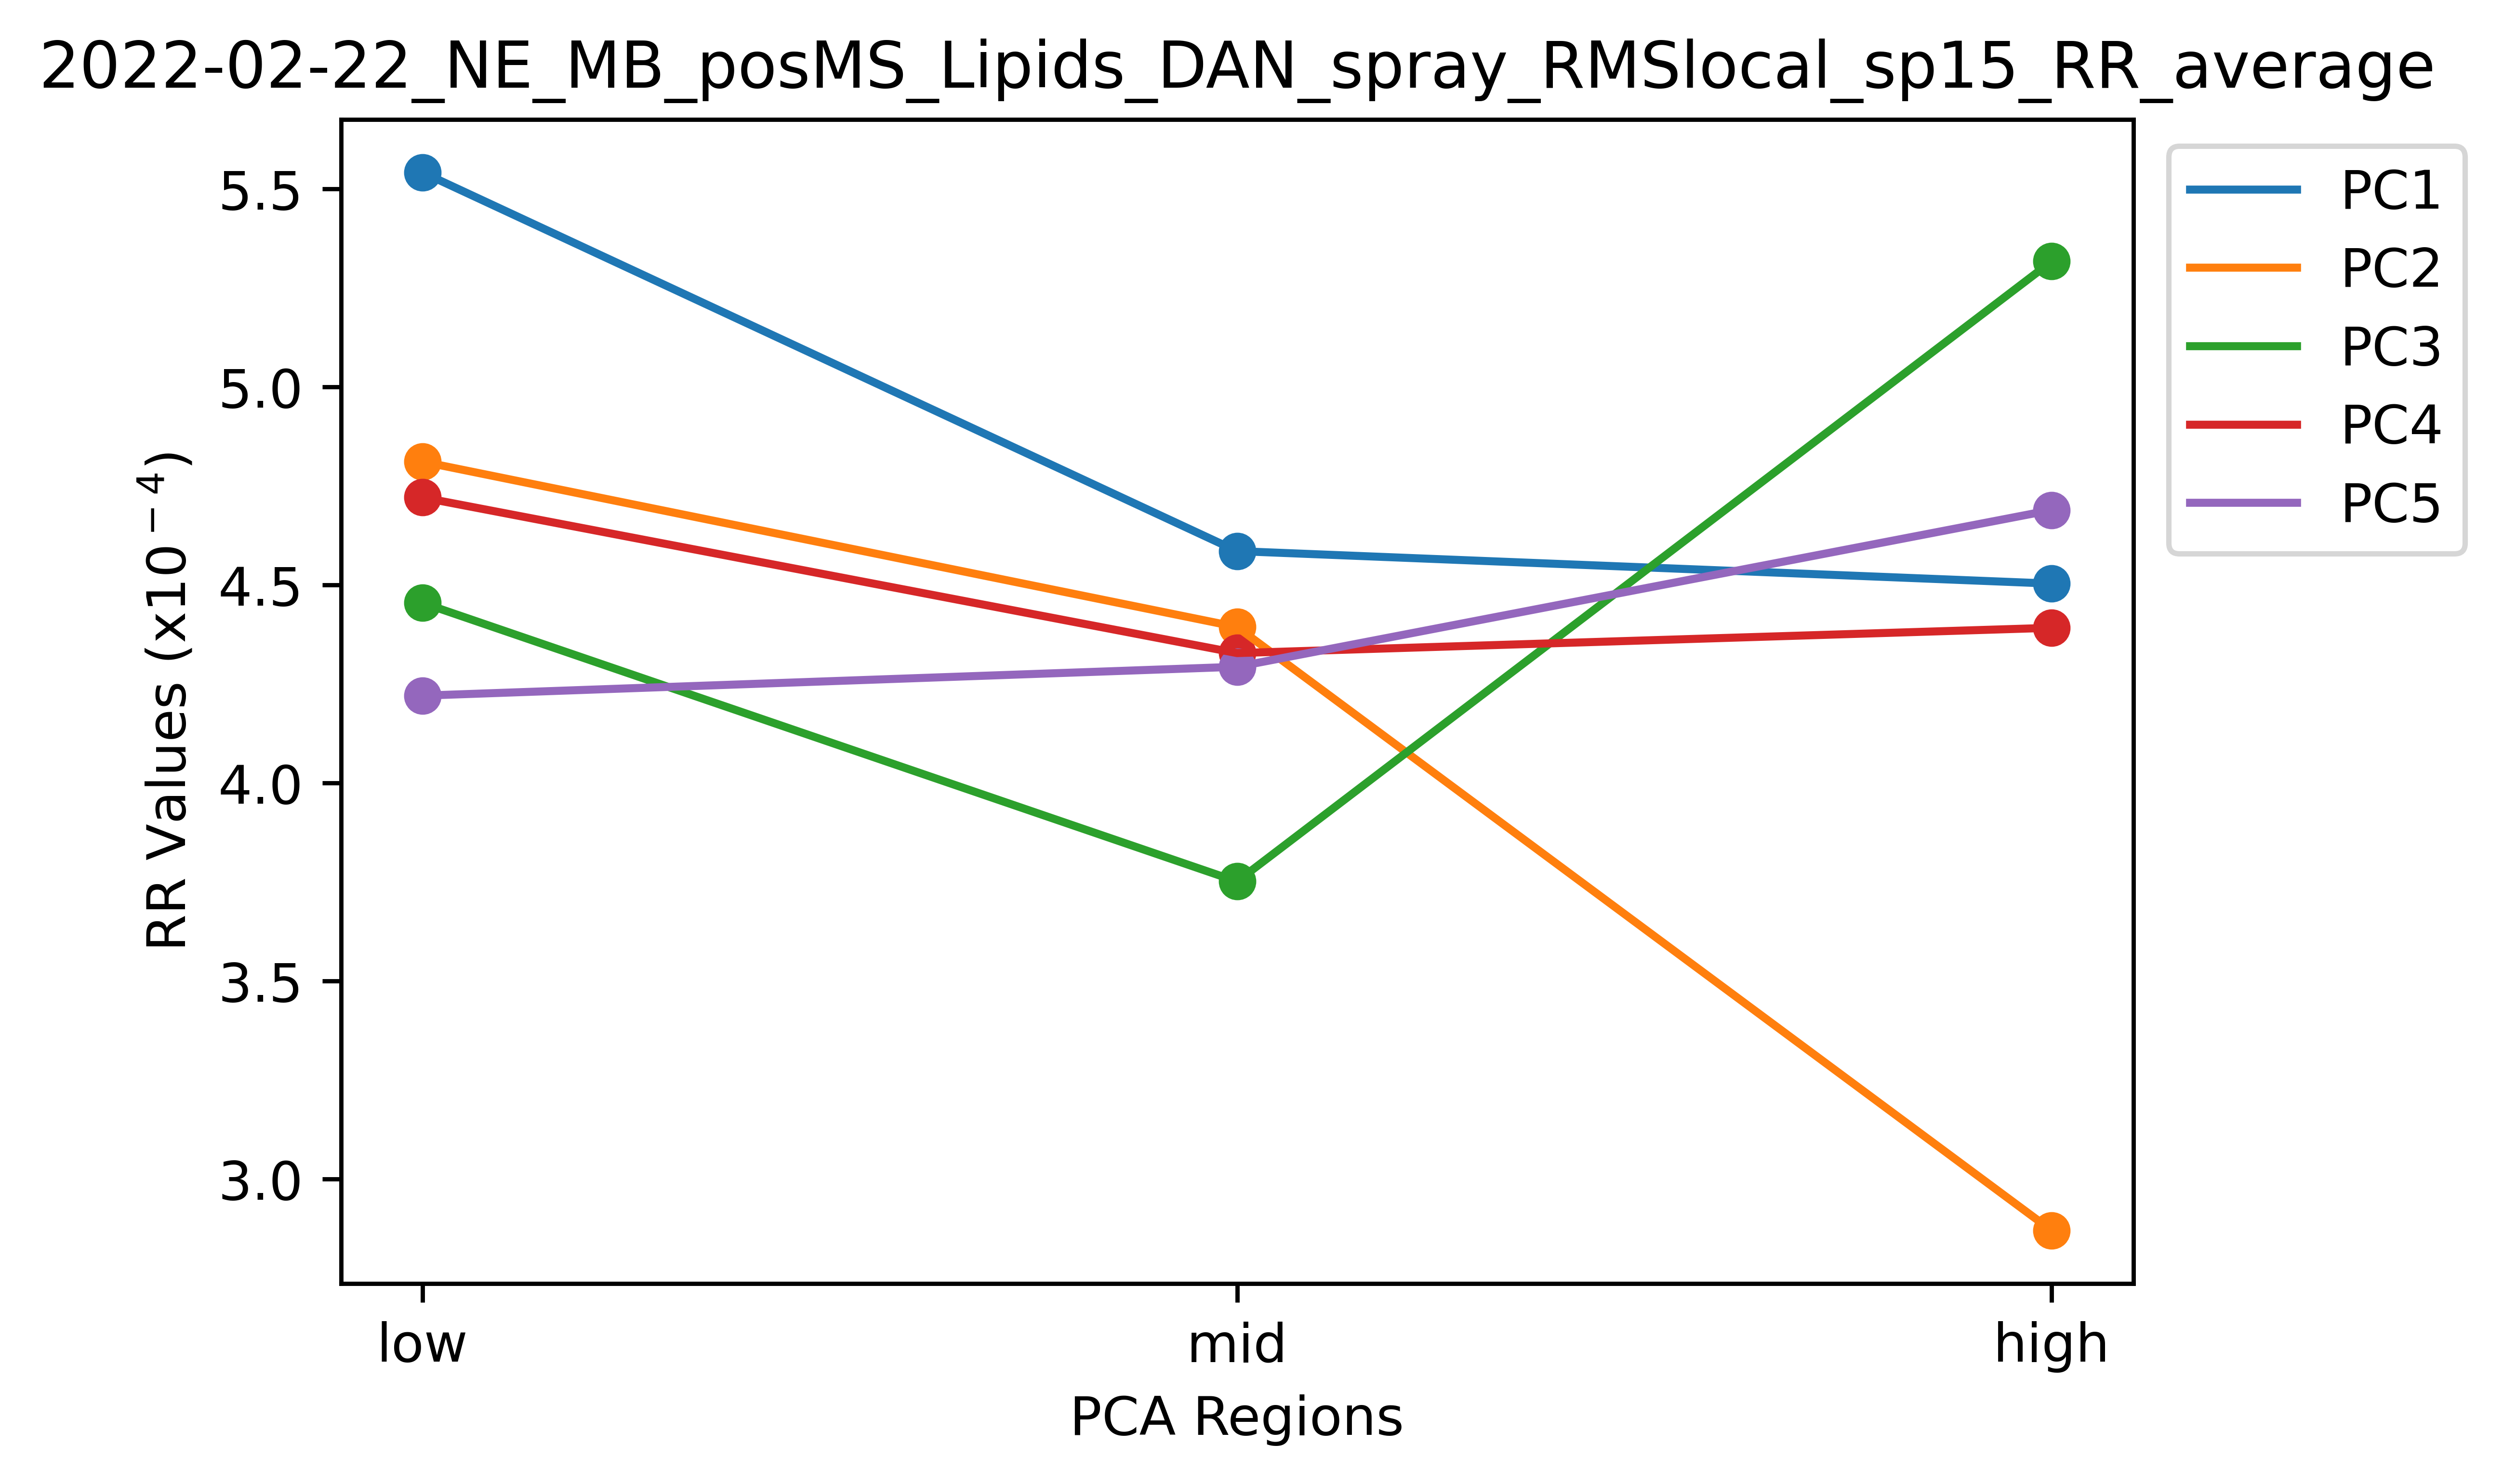 2022-02-22_NE_MB_posMS_Lipids_DAN_spray_RMSlocal_sp15_RR_average
RR Values (x10⁻⁴)
5.5
5.0
4.5
4.0
3.5
3.0
low
mid
high
PCA Regions
PC1
PC2
PC3
PC4
PC5